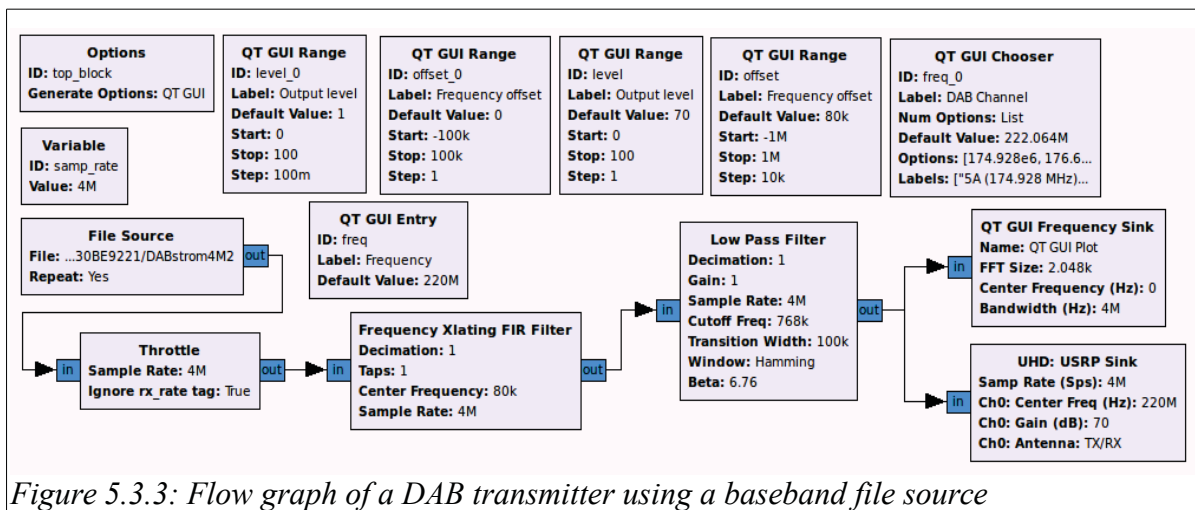 Options
ID: top_block
Generate Options: QT GUI
Variable
ID: samp_rate
Value: 4M
QT GUI Range
ID: level_0
Label: Output level
Default Value: 1
Start: 0
Stop: 100
Step: 100m
QT GUI Range
ID: offset_0
Label: Frequency offset
Default Value: 0
Start: -100k
Stop: 100k
Step: 1
QT GUI Range
ID: level
Label: Output level
Default Value: 70
Start: 0
Stop: 100
Step: 1
QT GUI Range
ID: offset
Label: Frequency offset
Default Value: 80k
Start: -1M
Stop: 1M
Step: 10k
QT GUI Chooser
ID: freq_0
Label: DAB Channel
Num Options: List
Default Value: 222.064M
Options: [174.928e6, 176.6...
Labels: ["5A (174.928 MHz)...
File Source
File: ...30BE9221/DABstrom4M2
Repeat: Yes
out
QT GUI Entry
ID: freq
Label: Frequency
Default Value: 220M
in
Throttle
Sample Rate: 4M
Ignore rx_rate tag: True
out
in
Frequency Xlating FIR Filter
Decimation: 1
Taps: 1
Center Frequency: 80k
Sample Rate: 4M
out
in
Low Pass Filter
Decimation: 1
Gain: 1
Sample Rate: 4M
Cutoff Freq: 768k
Transition Width: 100k
Window: Hamming
Beta: 6.76
out
in
QT GUI Frequency Sink
Name: QT GUI Plot
FFT Size: 2.048k
Center Frequency (Hz): 0
Bandwidth (Hz): 4M
in
UHD: USRP Sink
Samp Rate (Sps): 4M
Ch0: Center Freq (Hz): 220M
Ch0: Gain (dB): 70
Ch0: Antenna: TX/RX
Figure 5.3.3: Flow graph of a DAB transmitter using a baseband file source